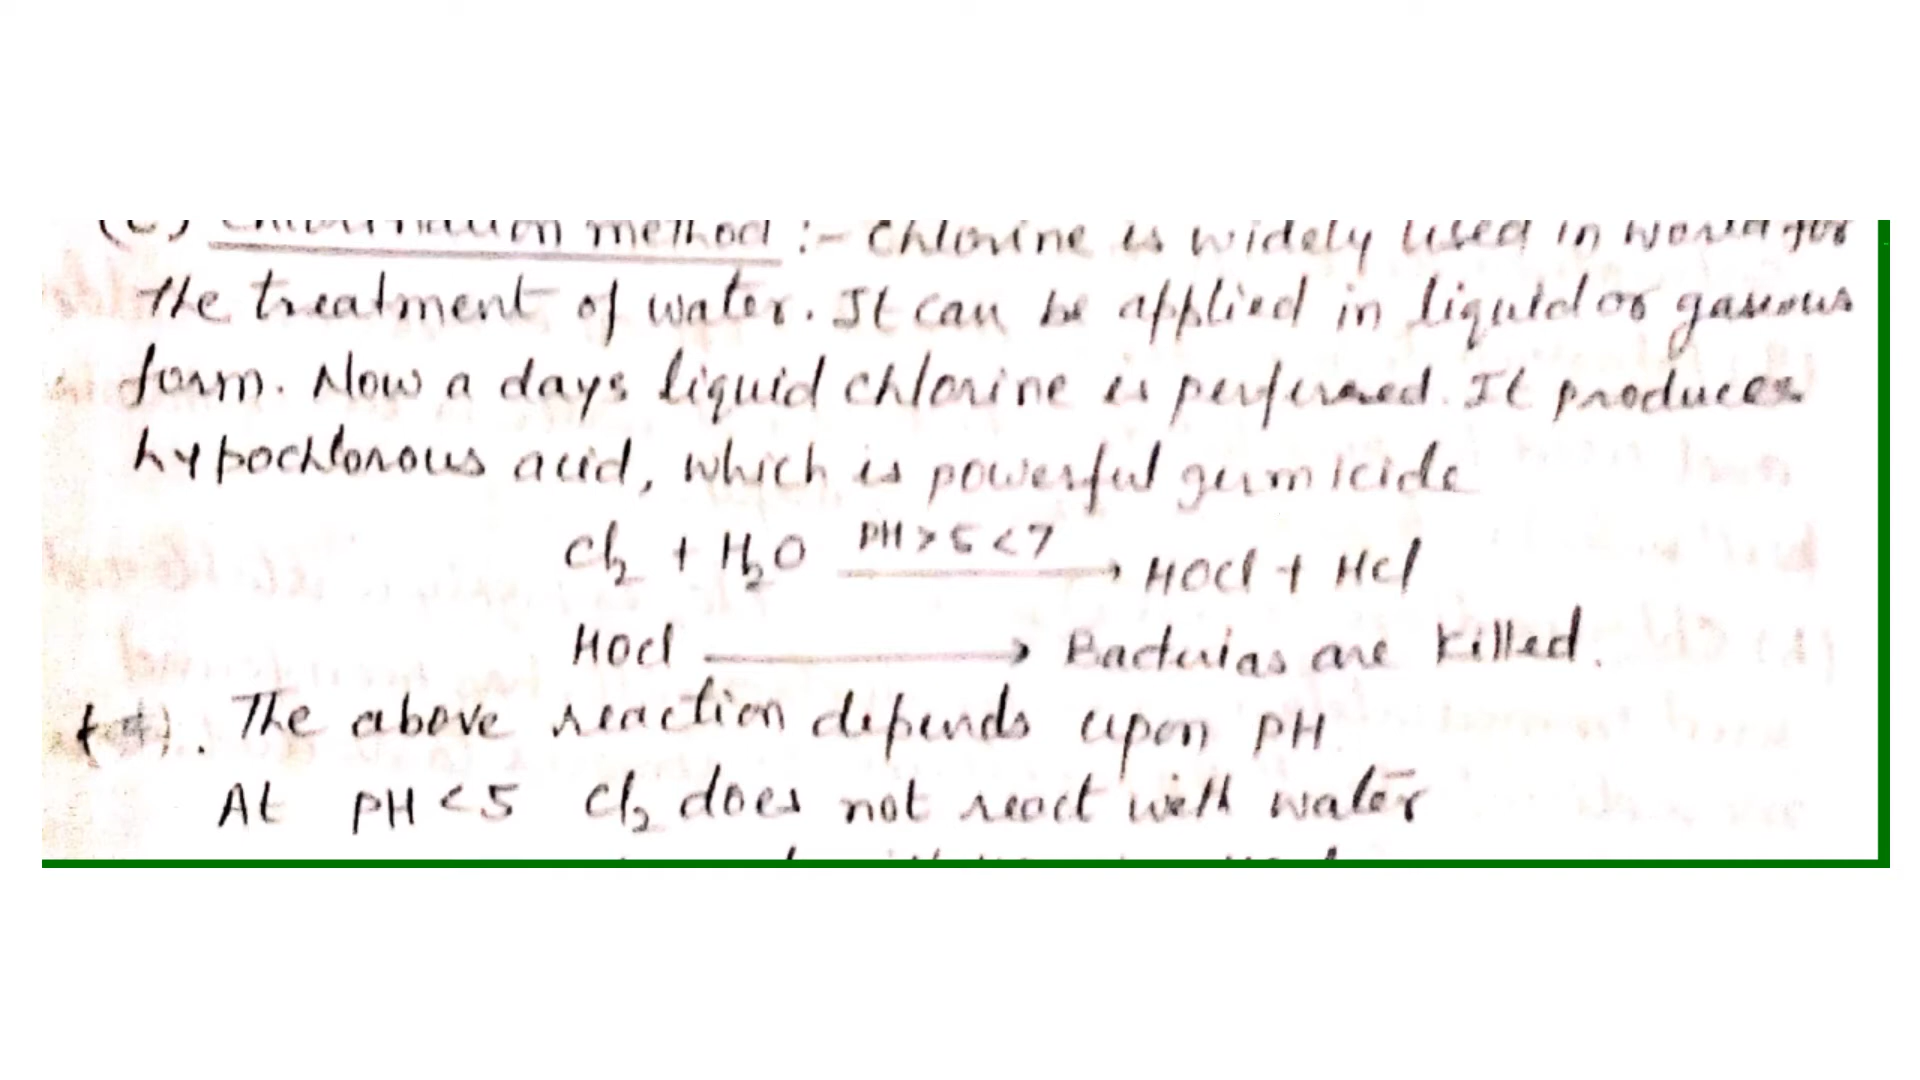 (c) Chlorination method :- Chlorine is widely used in world for
the treatment of water. It can be applied in liquid or gaseous
form. Now a days liquid chlorine is perferred. It produces
hypochlorous acid, which is powerful germicide
Cl₂ + H₂O PH > 5 < 7 → HOCl + HCl
HOCl → Bacterias are killed.
The above reaction depends upon PH
At PH < 5 Cl₂ does not react with water